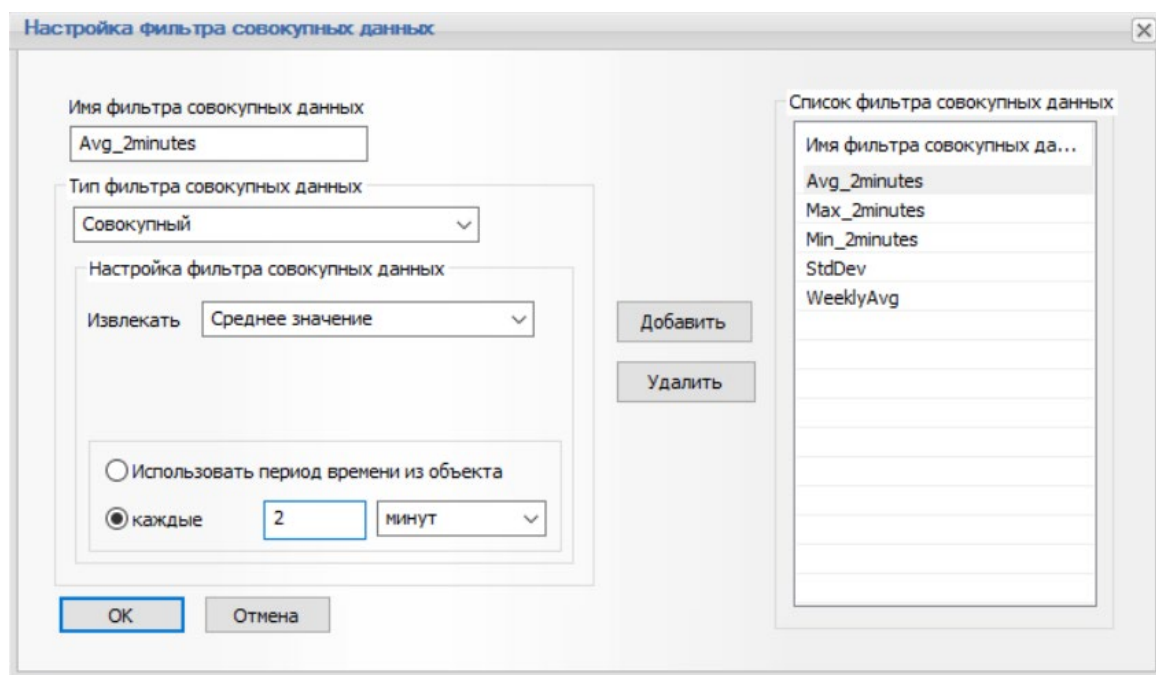 Настройка фильтра совокупных данных
Имя фильтра совокупных данных
Avg_2minutes
Тип фильтра совокупных данных
Совокупный
Настройка фильтра совокупных данных
Извлекать Среднее значение
Использовать период времени из объекта
каждые 2 минут
ОК Отмена
Добавить
Удалить
Список фильтра совокупных данных
Имя фильтра совокупных да...
Avg_2minutes
Max_2minutes
Min_2minutes
StdDev
WeeklyAvg